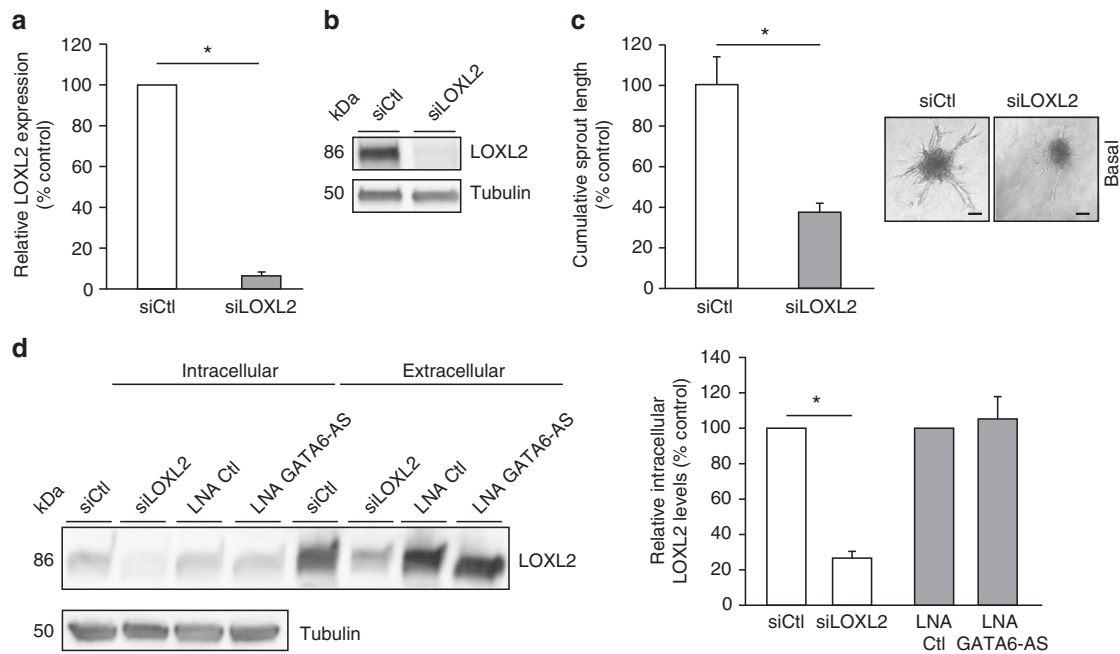 a
Relative LOXL2 expression
(% control)
120
100
80
60
40
20
0
*
siCtl
siLOXL2
b
kDa
siCtl
siLOXL2
86
LOXL2
50
Tubulin
c
Cumulative sprout length
(% control)
120
100
80
60
40
20
0
*
siCtl
siLOXL2
siCtl
siLOXL2
Basal
d
Intracellular
Extracellular
kDa
siCtl
siLOXL2
LNA Ctl
LNA GATA6-AS
siCtl
siLOXL2
LNA Ctl
LNA GATA6-AS
86
LOXL2
50
Tubulin
Relative intracellular
LOXL2 levels (% control)
140
120
100
80
60
40
20
0
*
siCtl
siLOXL2
LNA
Ctl
LNA
GATA6-AS